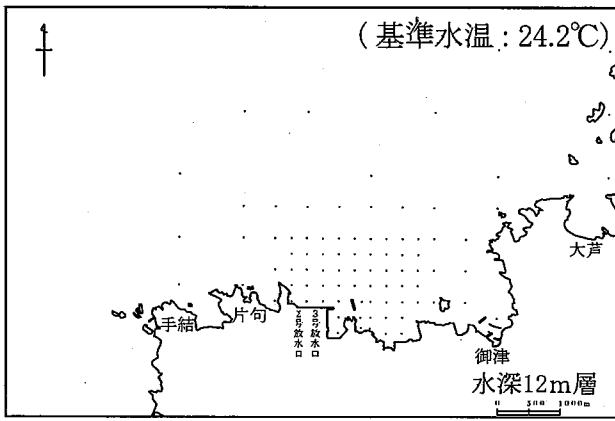 (基準水温:24.2℃)
大芦
片句
手結
2号放水口
3号放水口
御津
水深12m層
0 500 1000m